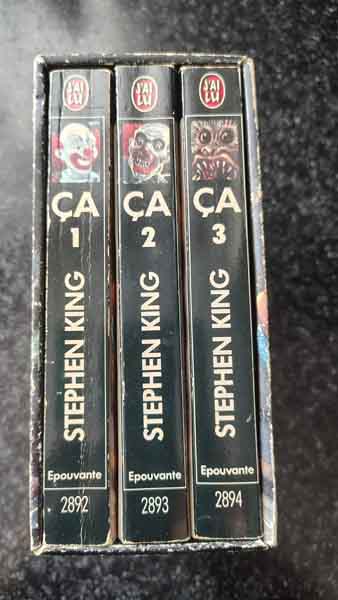 J'AI
LU
ÇA
1
STEPHEN KING
Epouvante
2892
J'AI
LU
ÇA
2
STEPHEN KING
Epouvante
2893
J'AI
LU
ÇA
3
STEPHEN KING
Epouvante
2894